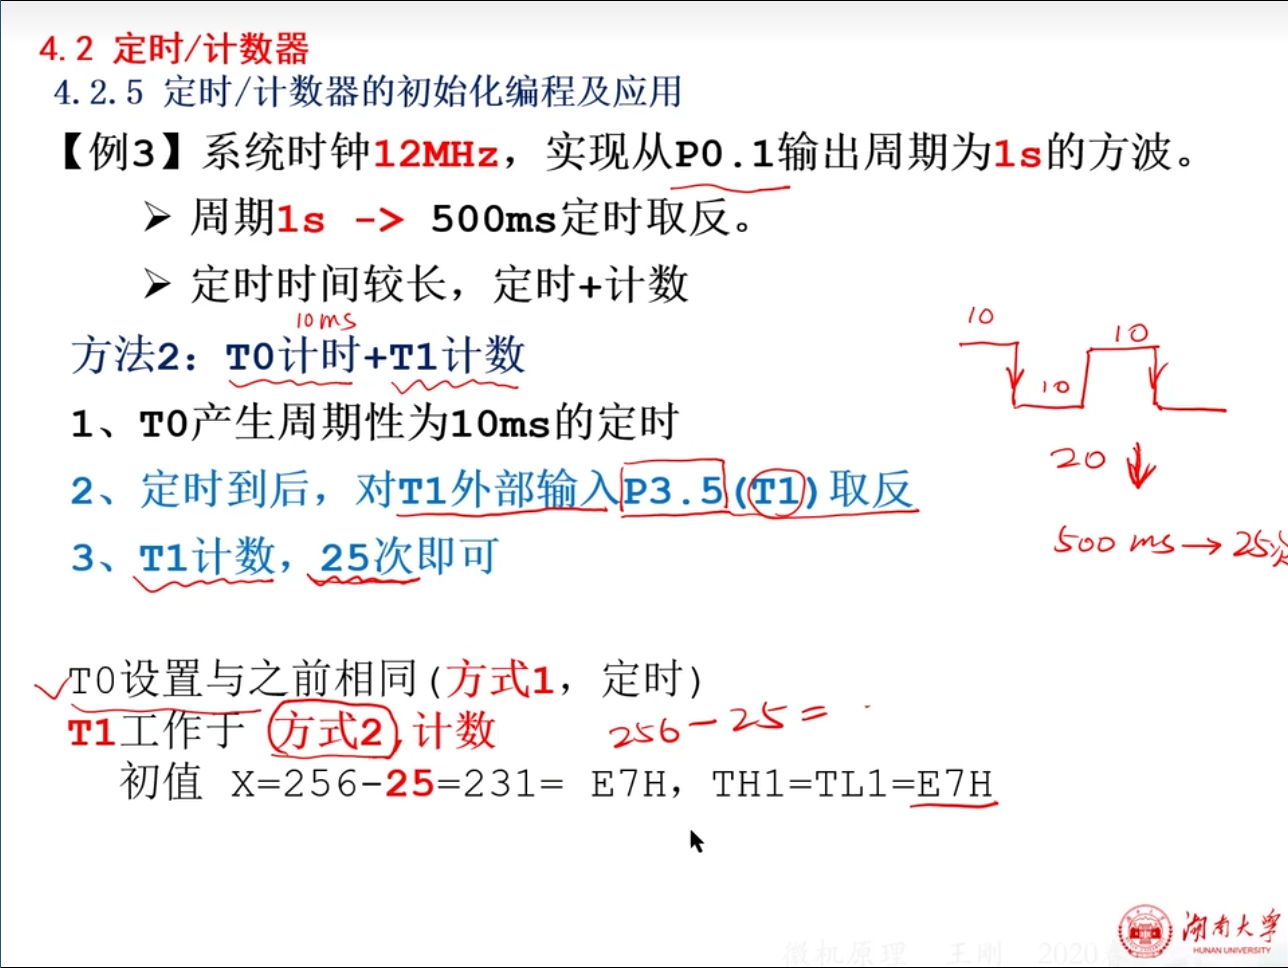 4.2 定时/计数器
4.2.5 定时/计数器的初始化编程及应用
【例3】系统时钟12MHz，实现从P0.1输出周期为1s的方波。
➢ 周期1s -> 500ms定时取反。
➢ 定时时间较长，定时+计数
10ms
方法2：T0计时+T1计数
1、T0产生周期性为10ms的定时
2、定时到后，对T1外部输入P3.5(T1)取反
3、T1计数，25次即可
10
10
10
20
500 ms → 25次
T0设置与之前相同(方式1，定时)
T1工作于 方式2,计数
256-25=
初值 X=256-25=231= E7H，TH1=TL1=E7H
湖南大学
HUNAN UNIVERSITY
微机原理 王刚 2020